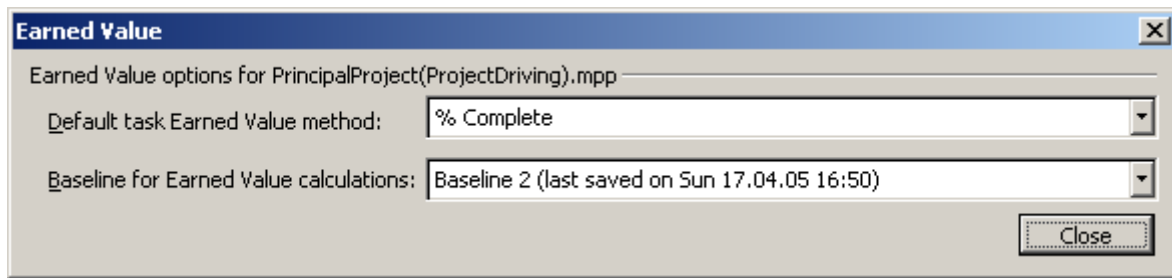 Earned Value
Earned Value options for PrincipalProject(ProjectDriving).mpp
Default task Earned Value method: % Complete
Baseline for Earned Value calculations: Baseline 2 (last saved on Sun 17.04.05 16:50)
Close